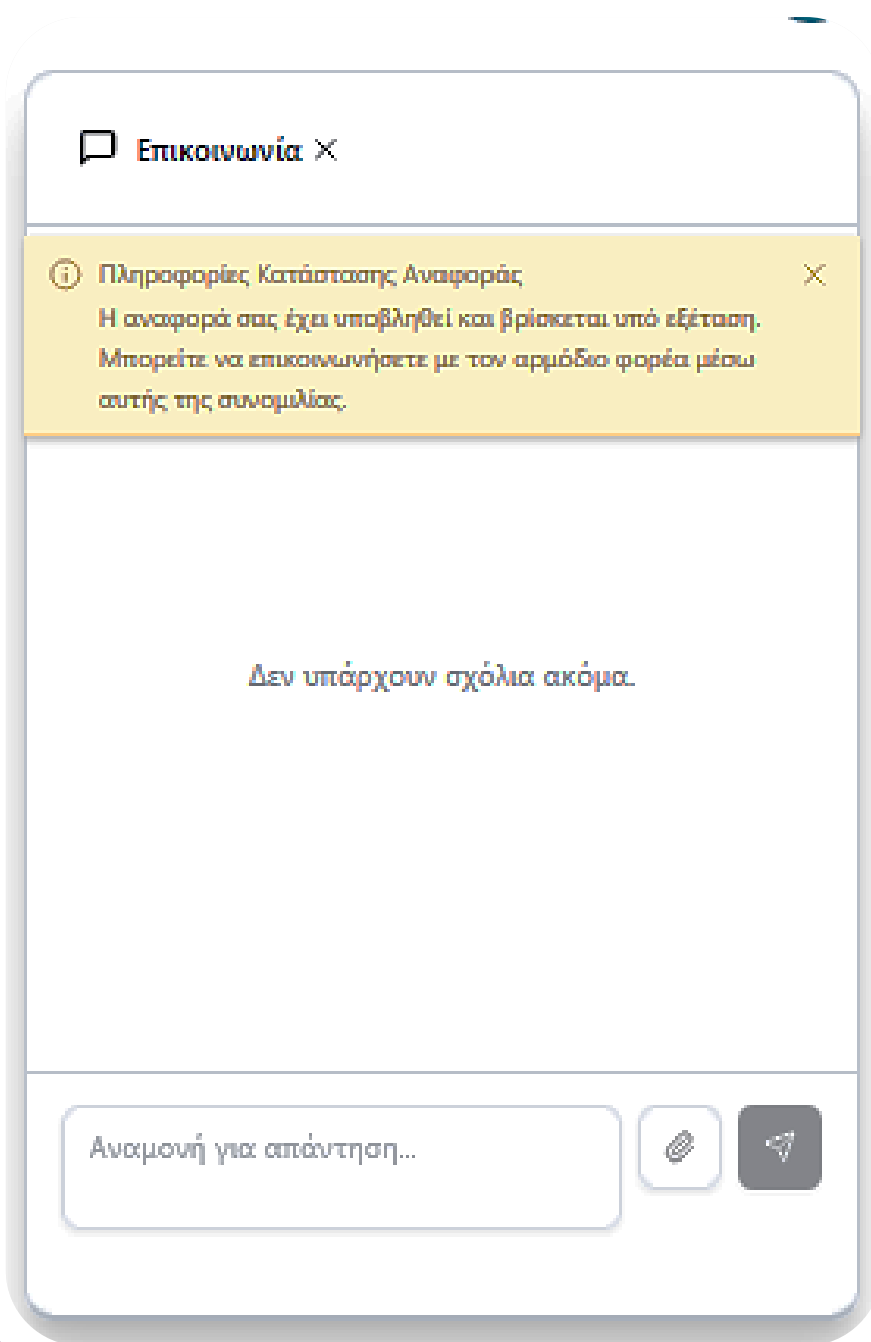 Επικοινωνία
Πληροφορίες Κατάστασης Αναφοράς
Η αναφορά σας έχει υποβληθεί και βρίσκεται υπό εξέταση.
Μπορείτε να επικοινωνήσετε με τον αρμόδιο φορέα μέσω
αυτής της συνομιλίας.
Δεν υπάρχουν σχόλια ακόμα.
Αναμονή για απάντηση...